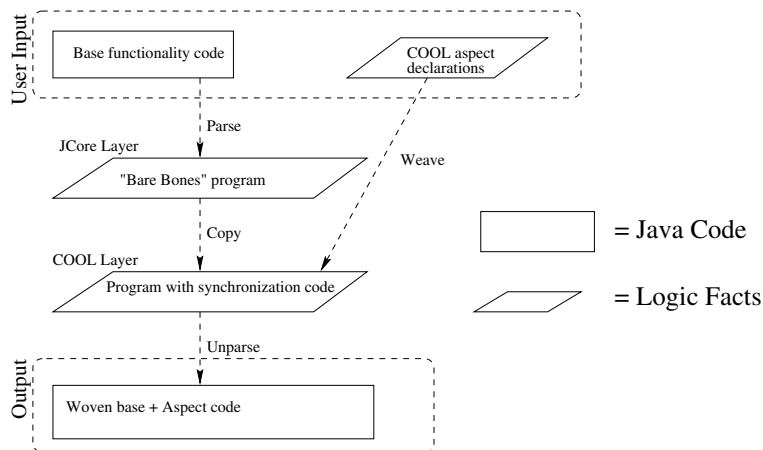 User Input
Base functionality code
COOL aspect
declarations
Parse
JCore Layer
Weave
"Bare Bones" program
Copy
= Java Code
COOL Layer
Program with synchronization code
= Logic Facts
Unparse
Output
Woven base + Aspect code